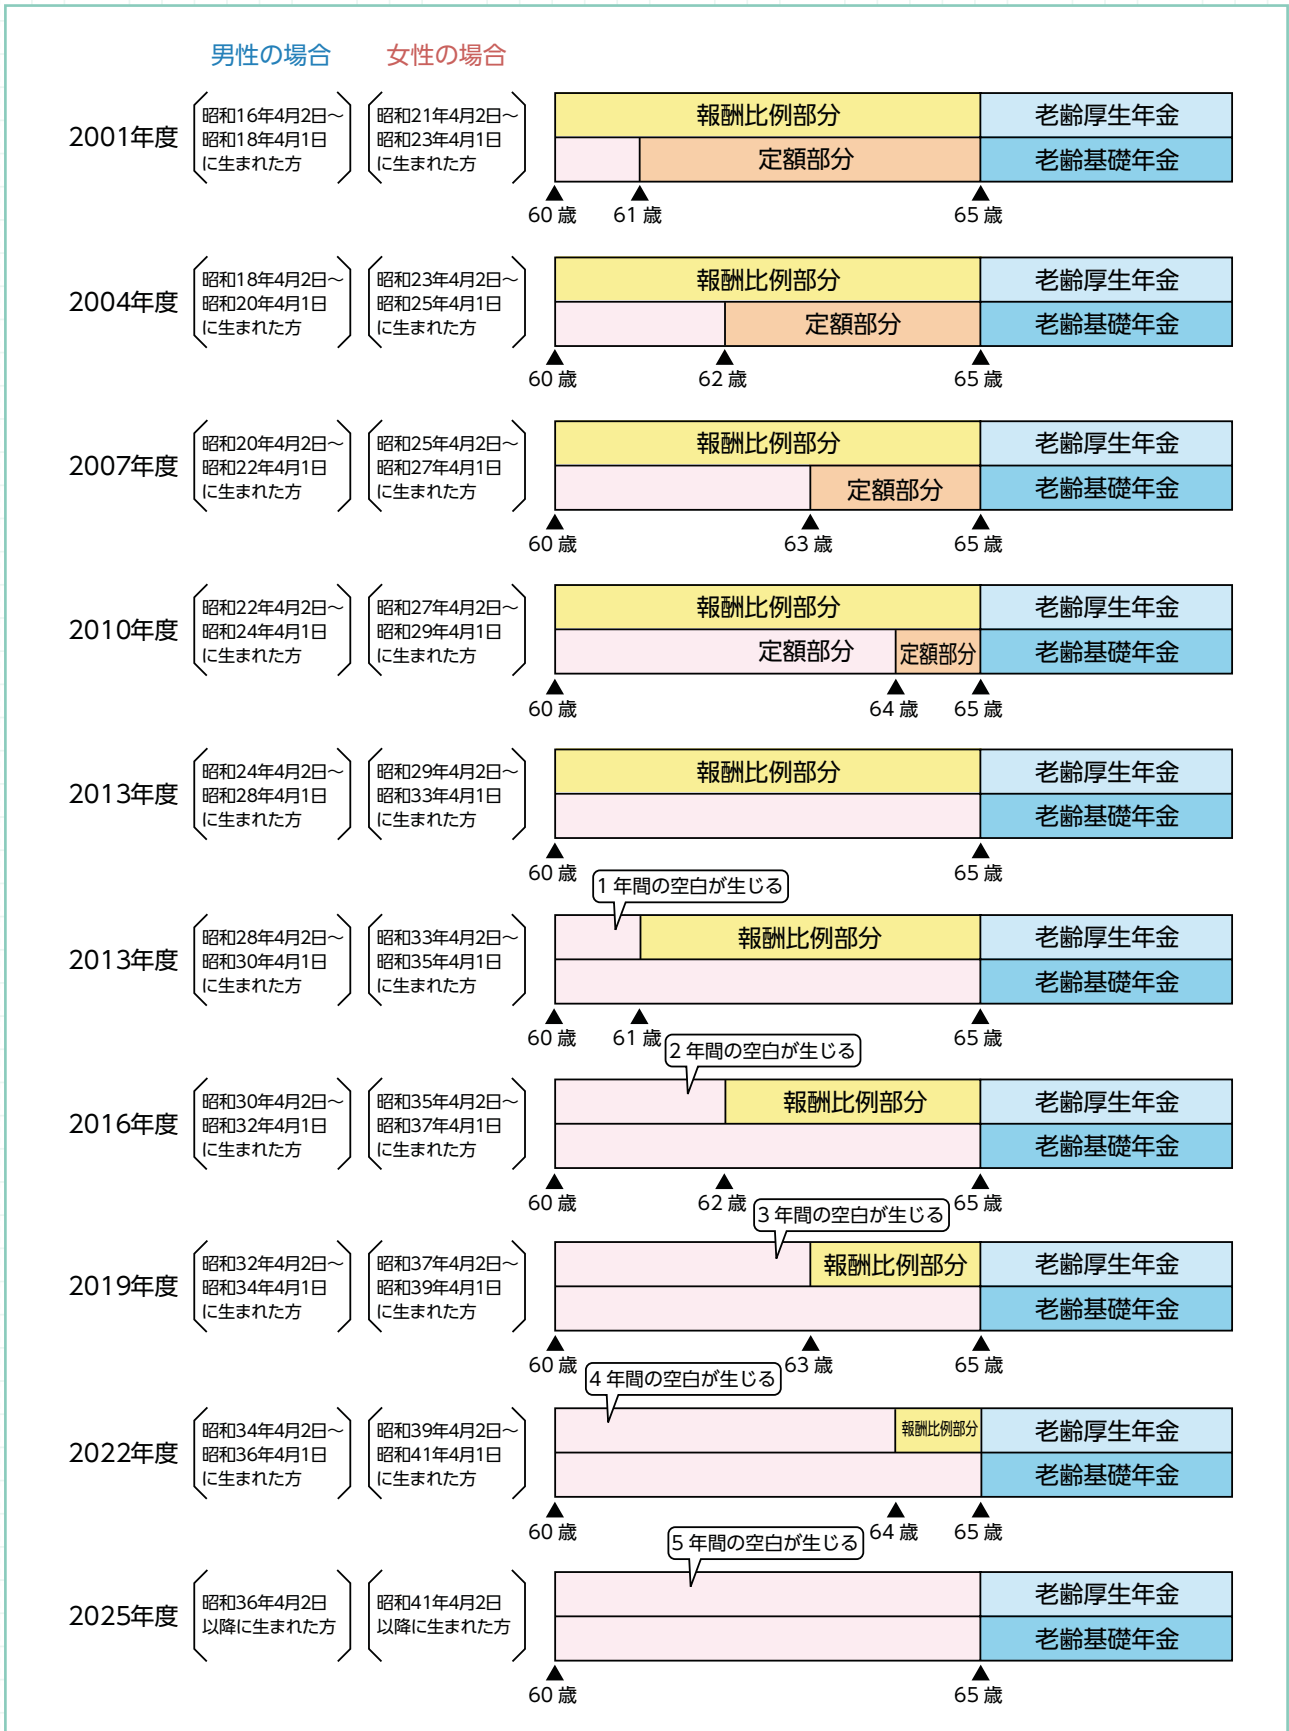 男性の場合 女性の場合
2001年度
昭和16年4月2日～
昭和18年4月1日
に生まれた方
昭和21年4月2日～
昭和23年4月1日
に生まれた方
報酬比例部分 老齢厚生年金
定額部分 老齢基礎年金
60歳 61歳 65歳
2004年度
昭和18年4月2日～
昭和20年4月1日
に生まれた方
昭和23年4月2日～
昭和25年4月1日
に生まれた方
報酬比例部分 老齢厚生年金
定額部分 老齢基礎年金
60歳 62歳 65歳
2007年度
昭和20年4月2日～
昭和22年4月1日
に生まれた方
昭和25年4月2日～
昭和27年4月1日
に生まれた方
報酬比例部分 老齢厚生年金
定額部分 老齢基礎年金
60歳 63歳 65歳
2010年度
昭和22年4月2日～
昭和24年4月1日
に生まれた方
昭和27年4月2日～
昭和29年4月1日
に生まれた方
報酬比例部分 老齢厚生年金
定額部分 定額部分 老齢基礎年金
60歳 64歳 65歳
2013年度
昭和24年4月2日～
昭和28年4月1日
に生まれた方
昭和29年4月2日～
昭和33年4月1日
に生まれた方
報酬比例部分 老齢厚生年金
老齢基礎年金
60歳 65歳
1年間の空白が生じる
2013年度
昭和28年4月2日～
昭和30年4月1日
に生まれた方
昭和33年4月2日～
昭和35年4月1日
に生まれた方
報酬比例部分 老齢厚生年金
老齢基礎年金
60歳 61歳 65歳
2年間の空白が生じる
2016年度
昭和30年4月2日～
昭和32年4月1日
に生まれた方
昭和35年4月2日～
昭和37年4月1日
に生まれた方
報酬比例部分 老齢厚生年金
老齢基礎年金
60歳 62歳 65歳
3年間の空白が生じる
2019年度
昭和32年4月2日～
昭和34年4月1日
に生まれた方
昭和37年4月2日～
昭和39年4月1日
に生まれた方
報酬比例部分 老齢厚生年金
老齢基礎年金
60歳 63歳 65歳
4年間の空白が生じる
2022年度
昭和34年4月2日～
昭和36年4月1日
に生まれた方
昭和39年4月2日～
昭和41年4月1日
に生まれた方
報酬比例部分 老齢厚生年金
老齢基礎年金
60歳 64歳 65歳
5年間の空白が生じる
2025年度
昭和36年4月2日
以降に生まれた方
昭和41年4月2日
以降に生まれた方
老齢厚生年金
老齢基礎年金
60歳 65歳